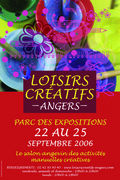 LOISIRS
CRÉATIFS
—ANGERS—
PARC DES EXPOSITIONS
22 AU 25
SEPTEMBRE 2006
Le salon angevin des activités
manuelles créatives